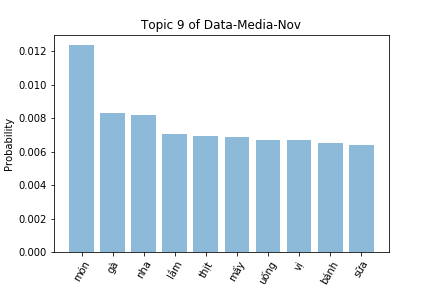 Topic 9 of Data-Media-Nov
0.012
0.010
0.008
0.006
0.004
0.002
0.000
Probability
món
gà
nha
lắm
thịt
mấy
uống
vị
bánh
sữa